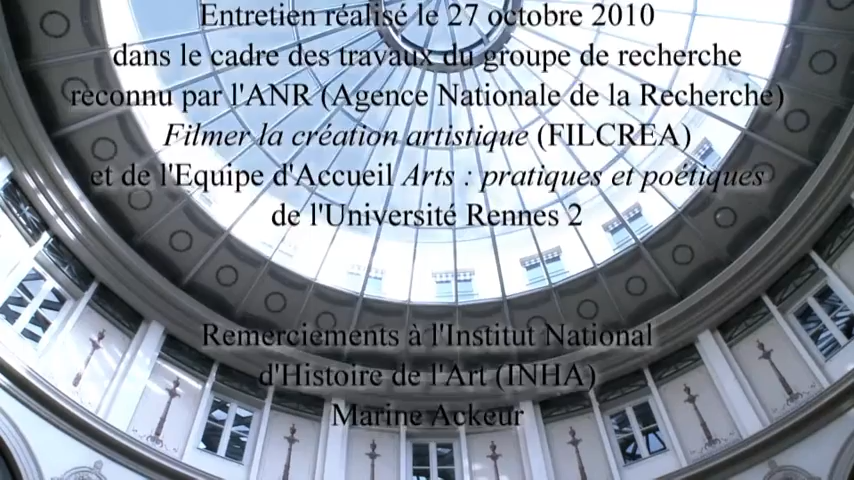 Entretien réalisé le 27 octobre 2010
dans le cadre des travaux du groupe de recherche
reconnu par l'ANR (Agence Nationale de la Recherche)
Filmer la création artistique (FILCREA)
et de l'Equipe d'Accueil Arts : pratiques et poétiques
de l'Université Rennes 2
Remerciements à l'Institut National
d'Histoire de l'Art (INHA)
Marine Ackeur